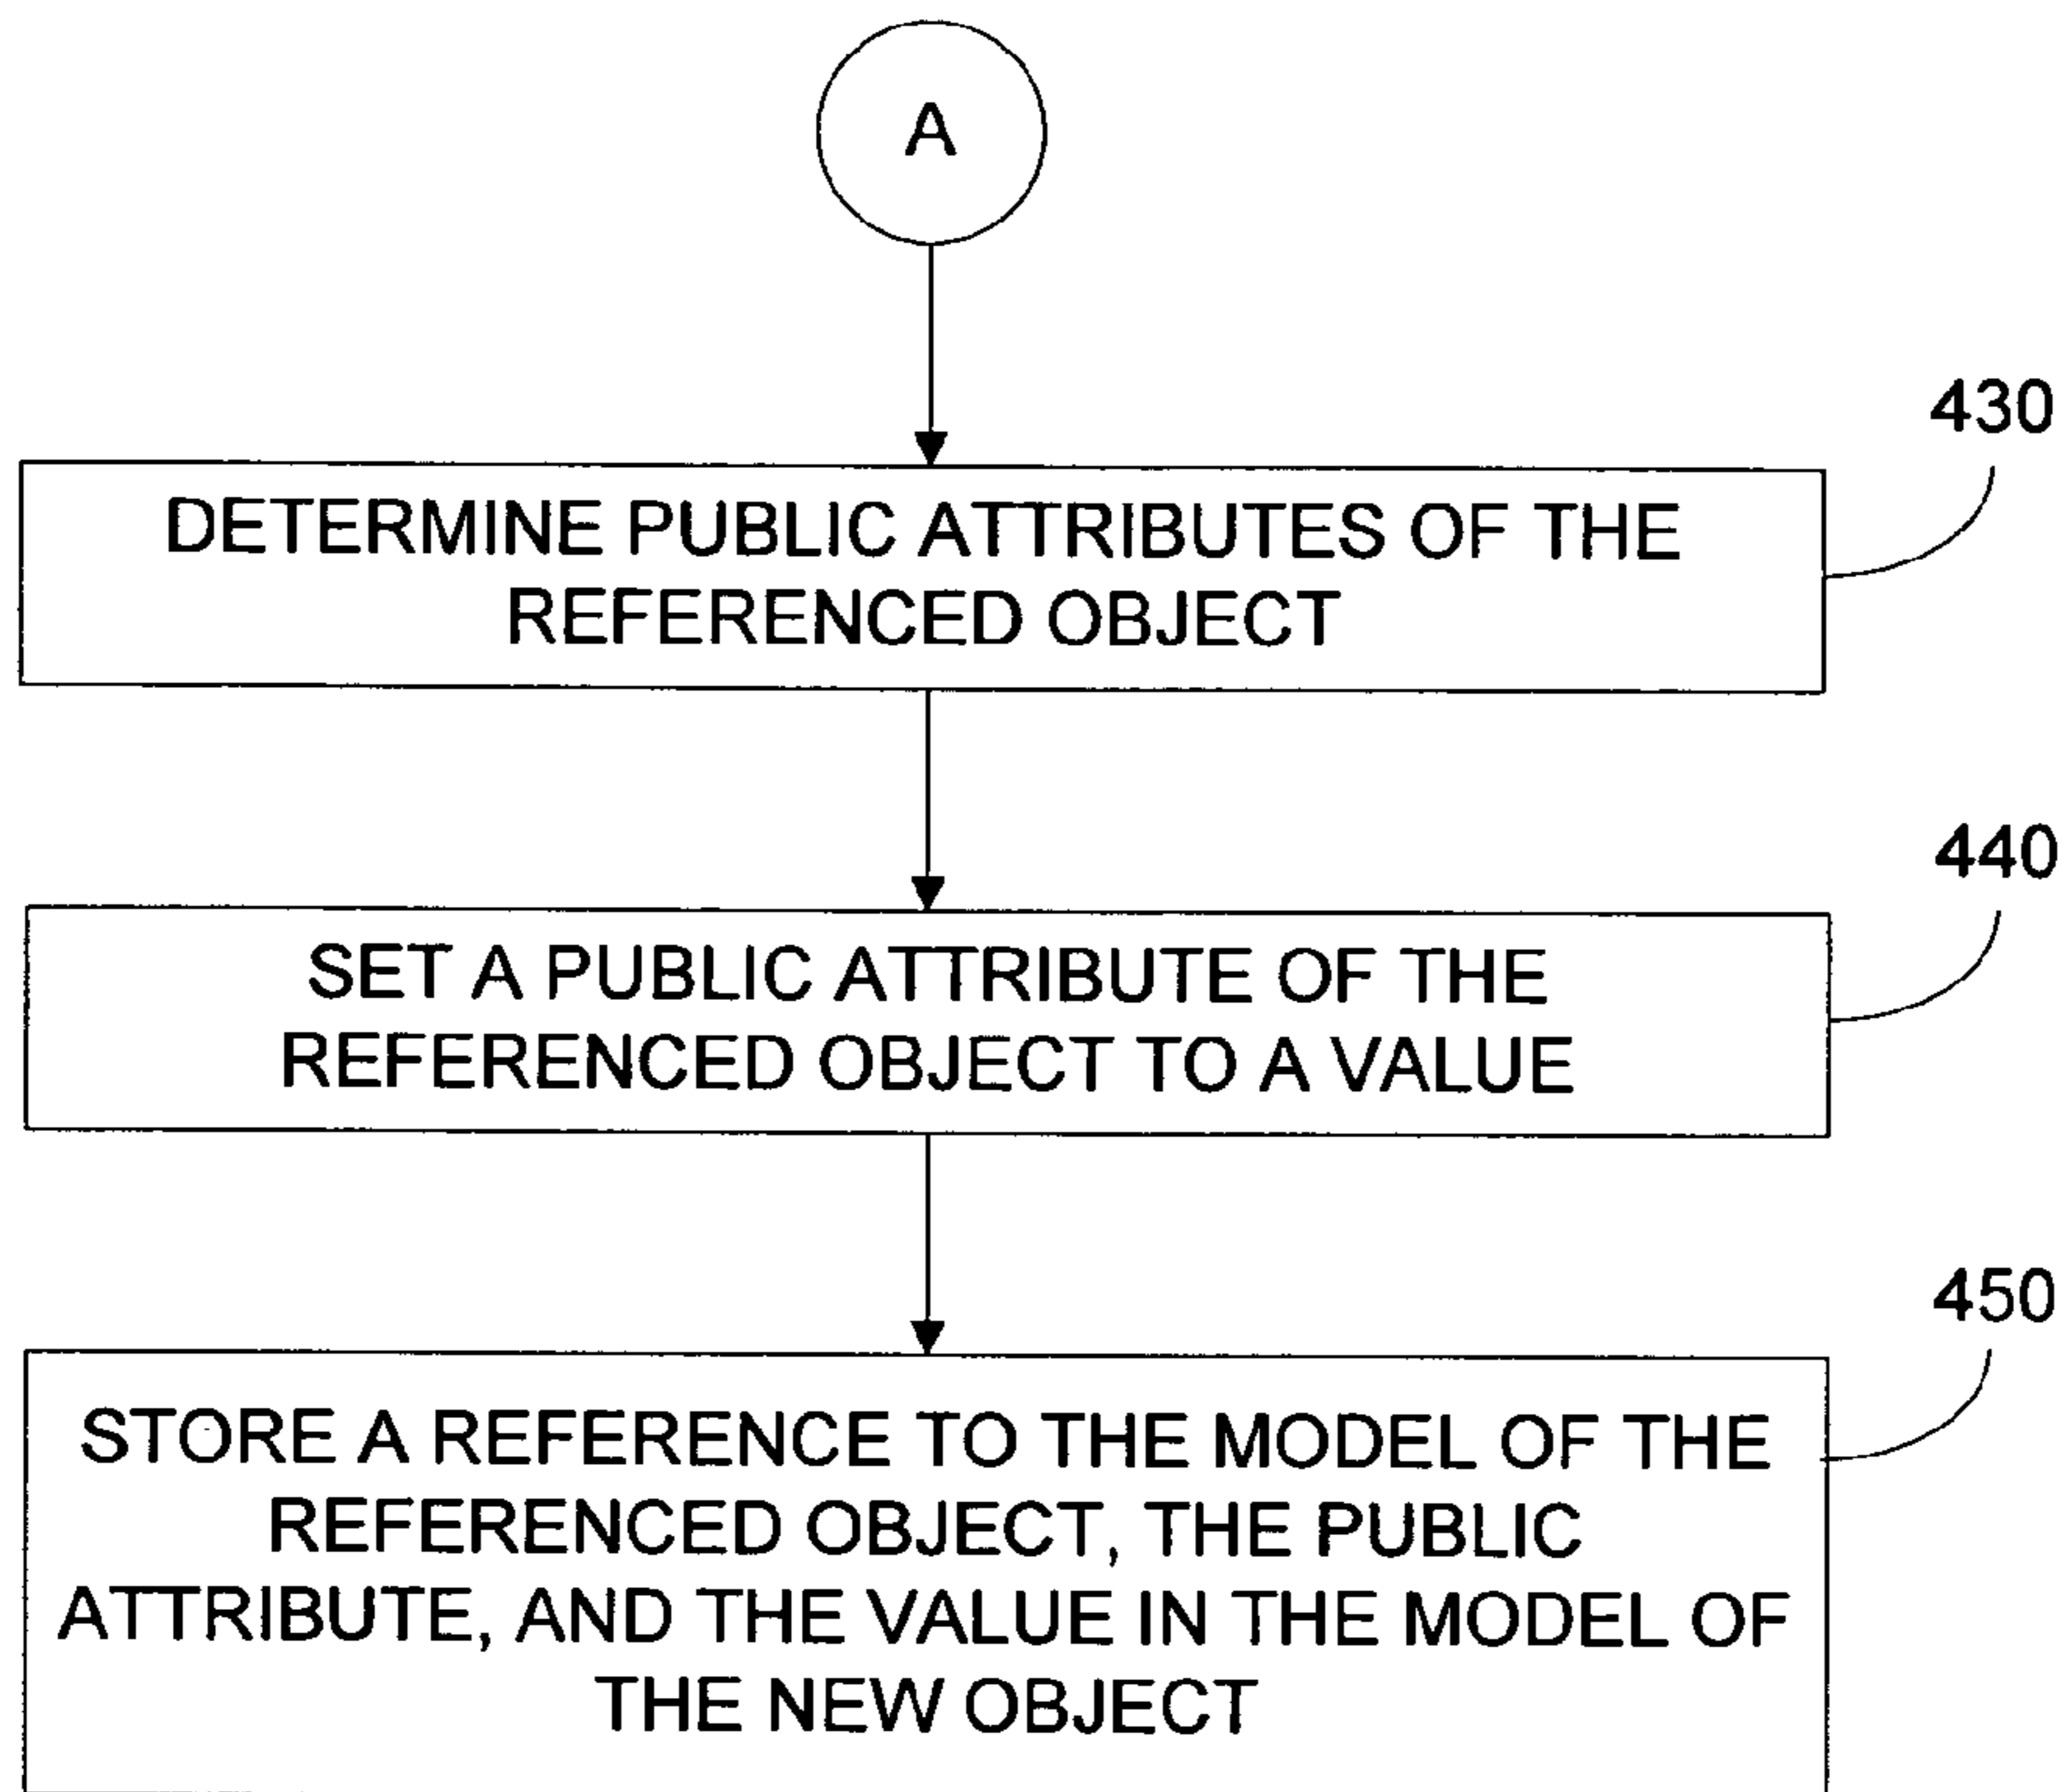 A
430
DETERMINE PUBLIC ATTRIBUTES OF THE
REFERENCED OBJECT
440
SET A PUBLIC ATTRIBUTE OF THE
REFERENCED OBJECT TO A VALUE
450
STORE A REFERENCE TO THE MODEL OF THE
REFERENCED OBJECT, THE PUBLIC
ATTRIBUTE, AND THE VALUE IN THE MODEL OF
THE NEW OBJECT